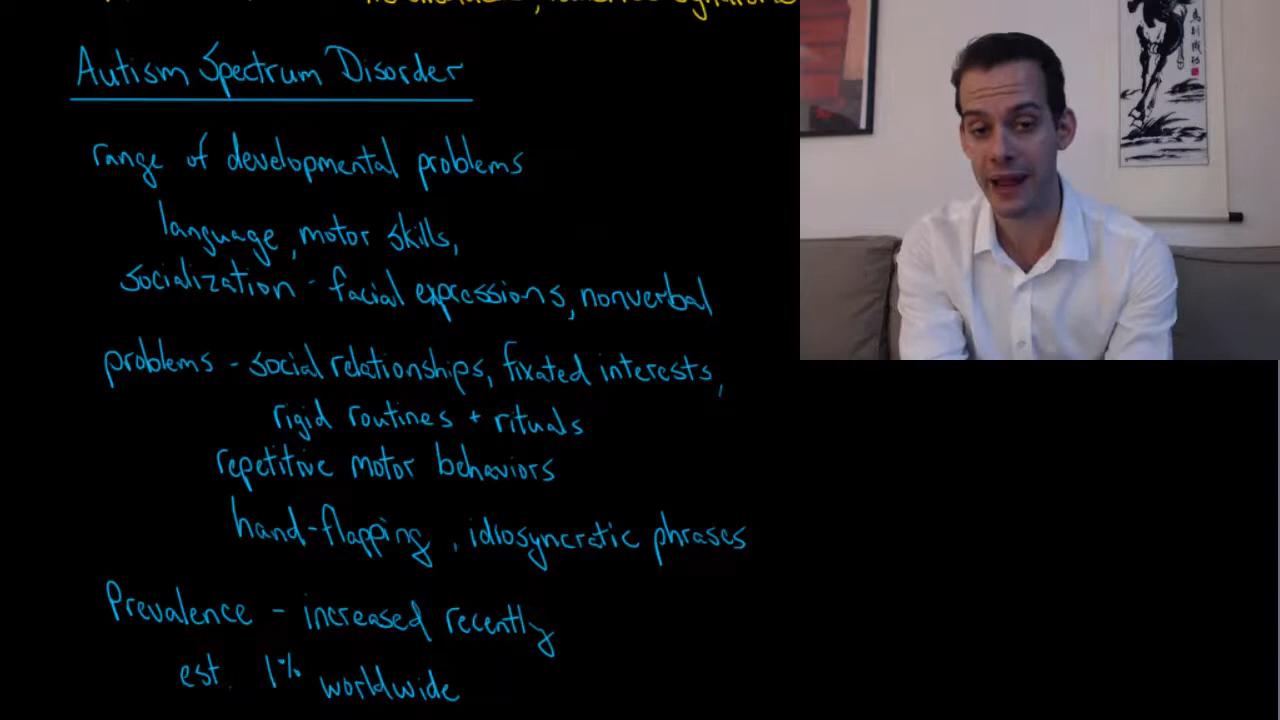 Autism Spectrum Disorder
range of developmental problems
language, motor skills,
socialization - facial expressions, nonverbal
problems - social relationships, fixated interests,
rigid routines + rituals
repetitive motor behaviors
hand-flapping, idiosyncratic phrases
Prevalence - increased recently
est. 1% worldwide